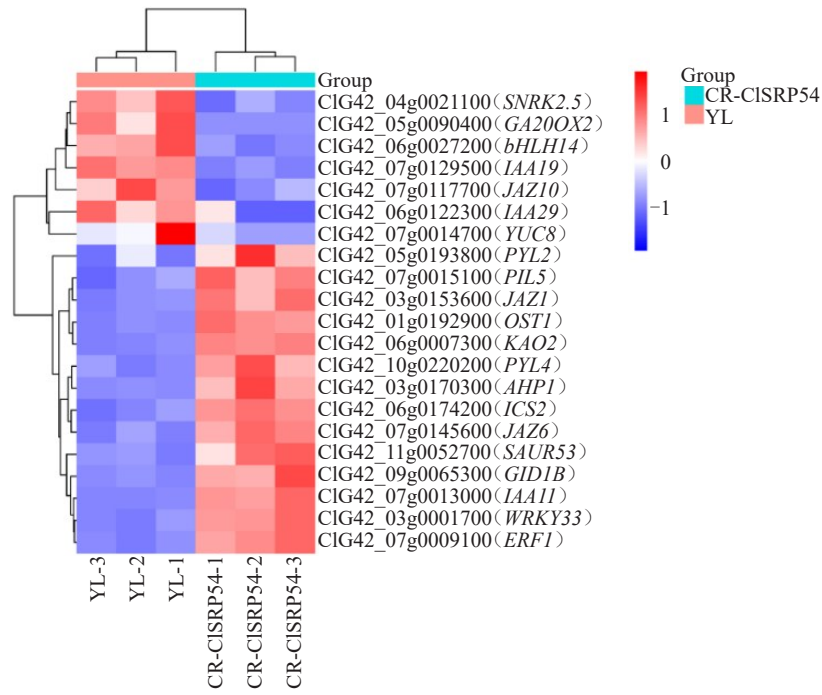 Group
ClG42_04g0021100（SNRK2.5）
ClG42_05g0090400（GA20OX2）
ClG42_06g0027200（bHLH14）
ClG42_07g0129500（IAA19）
ClG42_07g0117700（JAZ10）
ClG42_06g0122300（IAA29）
ClG42_07g0014700（YUC8）
ClG42_05g0193800（PYL2）
ClG42_07g0015100（PIL5）
ClG42_03g0153600（JAZ1）
ClG42_01g0192900（OST1）
ClG42_06g0007300（KAO2）
ClG42_10g0220200（PYL4）
ClG42_03g0170300（AHP1）
ClG42_06g0174200（ICS2）
ClG42_07g0145600（JAZ6）
ClG42_11g0052700（SAUR53）
ClG42_09g0065300（GID1B）
ClG42_07g0013000（IAA11）
ClG42_03g0001700（WRKY33）
ClG42_07g0009100（ERF1）
YL-3
YL-2
YL-1
CR-ClSRP54-1
CR-ClSRP54-2
CR-ClSRP54-3
1
0
−1
Group
CR-ClSRP54
YL